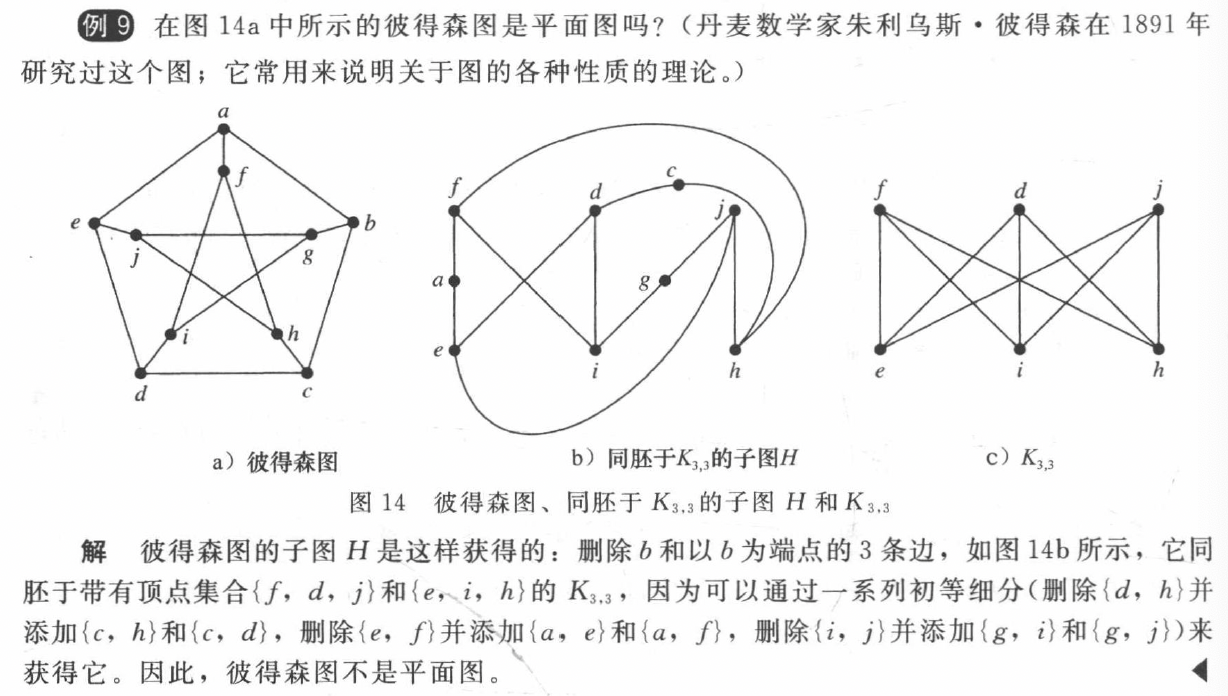 例9 在图 14a 中所示的彼得森图是平面图吗?(丹麦数学家朱利乌斯·彼得森在 1891 年
研究过这个图;它常用来说明关于图的各种性质的理论。)
a
f
e
b
j
g
i
h
d
c
f
d
c
j
a
g
e
i
h
f
d
j
e
i
h
a)彼得森图
b)同胚于K3,3的子图H
c)K3,3
图 14 彼得森图、同胚于 K3,3的子图 H 和 K3,3
解 彼得森图的子图 H 是这样获得的:删除 b 和以 b 为端点的 3 条边,如图 14b 所示,它同
胚于带有顶点集合{f,d,j}和{e,i,h}的 K3,3,因为可以通过一系列初等细分(删除{d,h}并
添加{c,h}和{c,d},删除{e,f}并添加{a,e}和{a,f},删除{i,j}并添加{g,i}和{g,j})来
获得它。因此,彼得森图不是平面图。 ◀